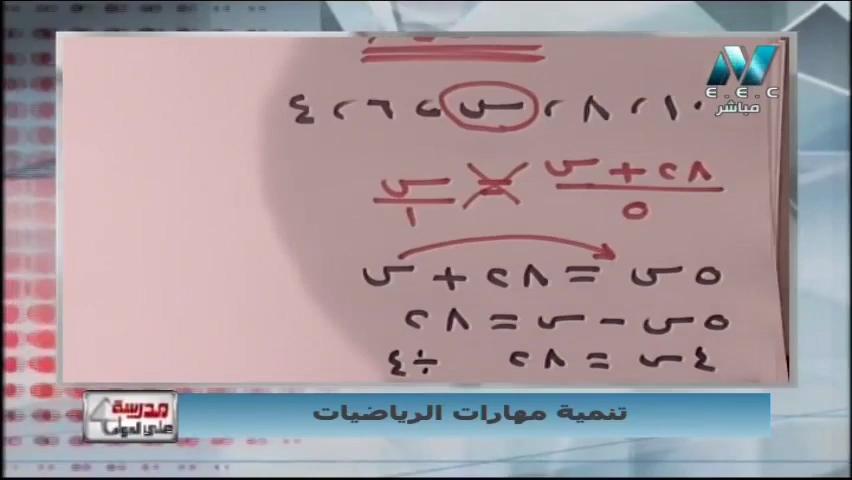 E.E.C
مباشر
١٠ ، ٨ ، س ، ٦ ، ٤
(س + ٢٨) / ٥ = س / ١
٥س = ٢٨ + س
٥س - س = ٢٨
٤س = ٢٨ ÷ ٤
تنمية مهارات الرياضيات
مدرسة
على الهواء